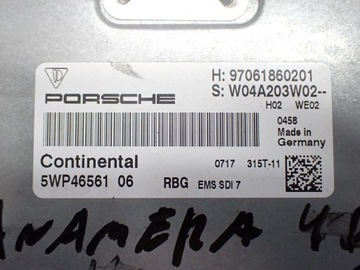 H: 97061860201
PORSCHE
S: W04A203W02--
H02 WE02
0458
Made in
Germany
Continental
0717 315T-11
5WP46561 06
RBG EMS SDI 7
ANAMERA 4